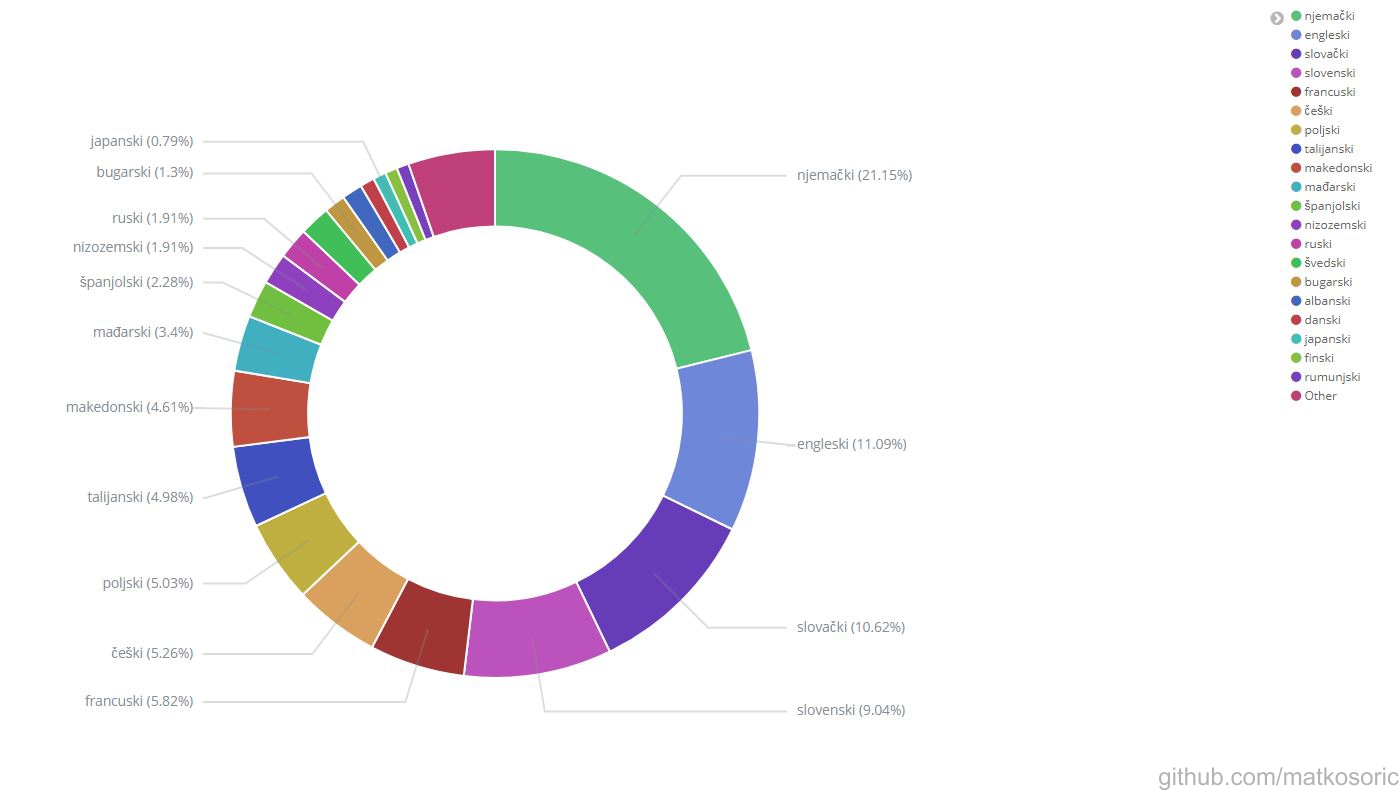 japanski (0.79%)
bugarski (1.3%)
ruski (1.91%)
nizozemski (1.91%)
španjolski (2.28%)
mađarski (3.4%)
makedonski (4.61%)
talijanski (4.98%)
poljski (5.03%)
češki (5.26%)
francuski (5.82%)
njemački (21.15%)
engleski (11.09%)
slovački (10.62%)
slovenski (9.04%)
njemački
engleski
slovački
slovenski
francuski
češki
poljski
talijanski
makedonski
mađarski
španjolski
nizozemski
ruski
švedski
bugarski
albanski
danski
japanski
finski
rumunjski
Other
github.com/matkosoric